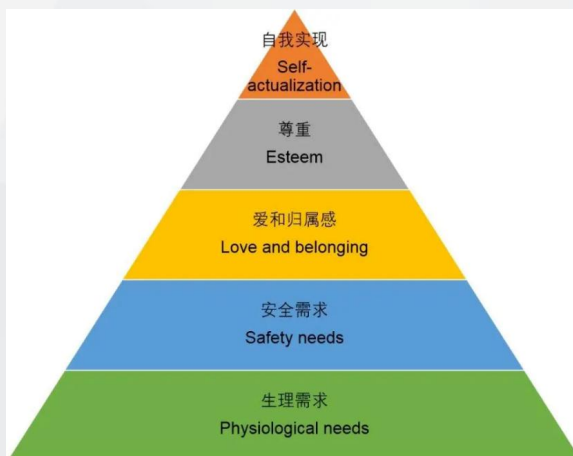 自我实现
Self-
actualization
尊重
Esteem
爱和归属感
Love and belonging
安全需求
Safety needs
生理需求
Physiological needs